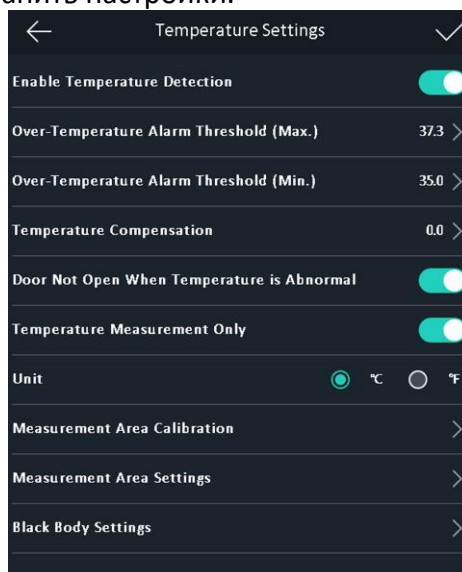 Temperature Settings
Enable Temperature Detection
Over-Temperature Alarm Threshold (Max.) 37.3
Over-Temperature Alarm Threshold (Min.) 35.0
Temperature Compensation 0.0
Door Not Open When Temperature is Abnormal
Temperature Measurement Only
Unit °C °F
Measurement Area Calibration
Measurement Area Settings
Black Body Settings